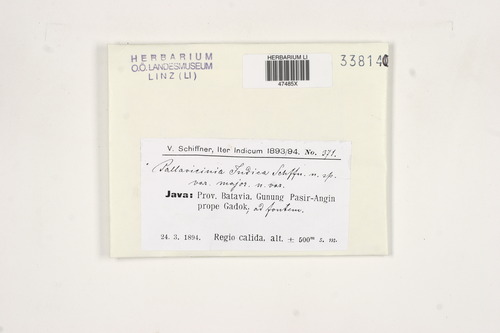 HERBARIUM
O.Ö. LANDESMUSEUM
LINZ (LI)
HERBARIUM LI
47485X
338140
V. Schiffner, Iter Indicum 1893/94. No. 371.
Pallavicinia Indica Schffn. n. sp.
var. major. n. var.
Java: Prov. Batavia, Gunung Pasir-Angin
prope Gadok, ad fontem.
24. 3. 1894. Regio calida. alt. ± 500m s. m.